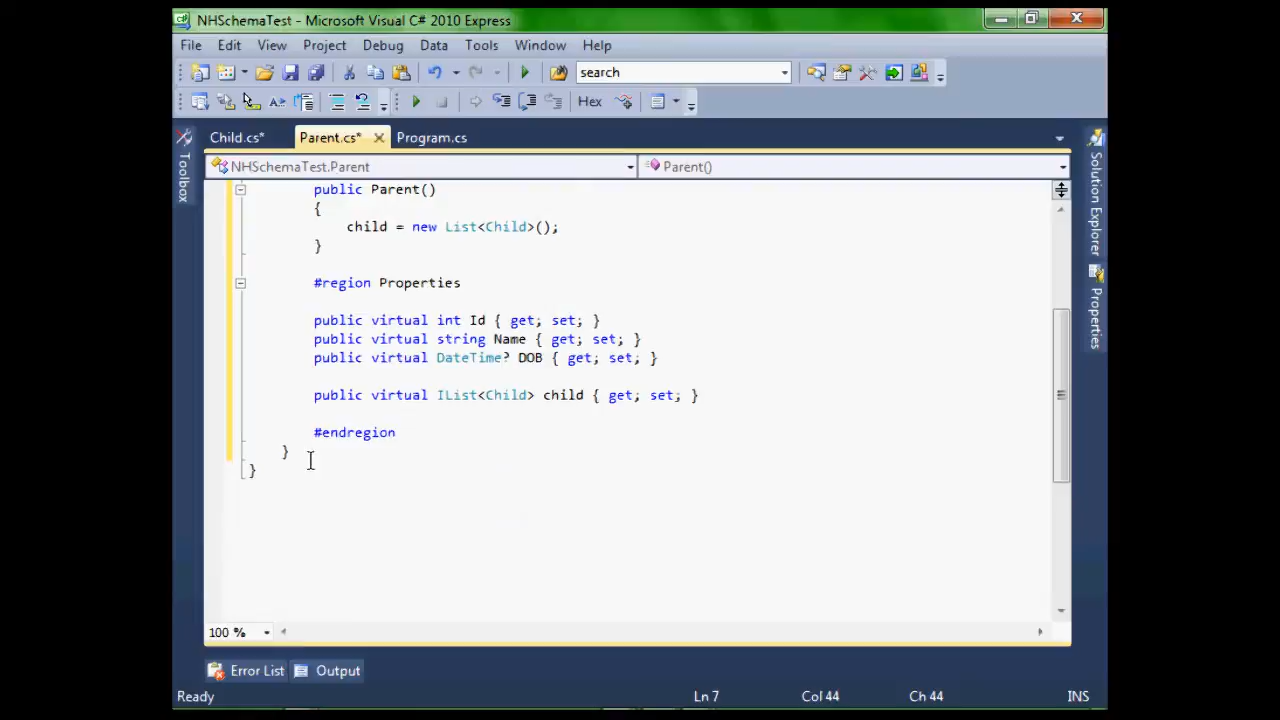 NHSchemaTest - Microsoft Visual C# 2010 Express
File Edit View Project Debug Data Tools Window Help
search
Hex
Child.cs* Parent.cs* Program.cs
NHSchemaTest.Parent Parent()
Toolbox
Solution Explorer
Properties
public Parent()
{
child = new List<Child>();
}
#region Properties
public virtual int Id { get; set; }
public virtual string Name { get; set; }
public virtual DateTime? DOB { get; set; }
public virtual IList<Child> child { get; set; }
#endregion
}
}
100 %
Error List Output
Ready Ln 7 Col 44 Ch 44 INS